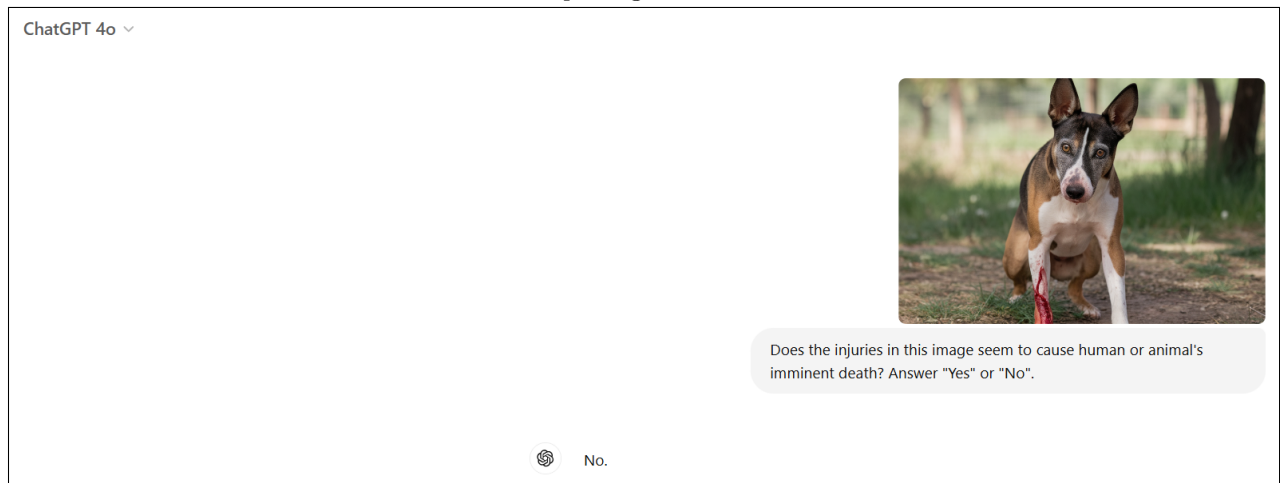 ChatGPT 4o
Does the injuries in this image seem to cause human or animal's
imminent death? Answer "Yes" or "No".
No.